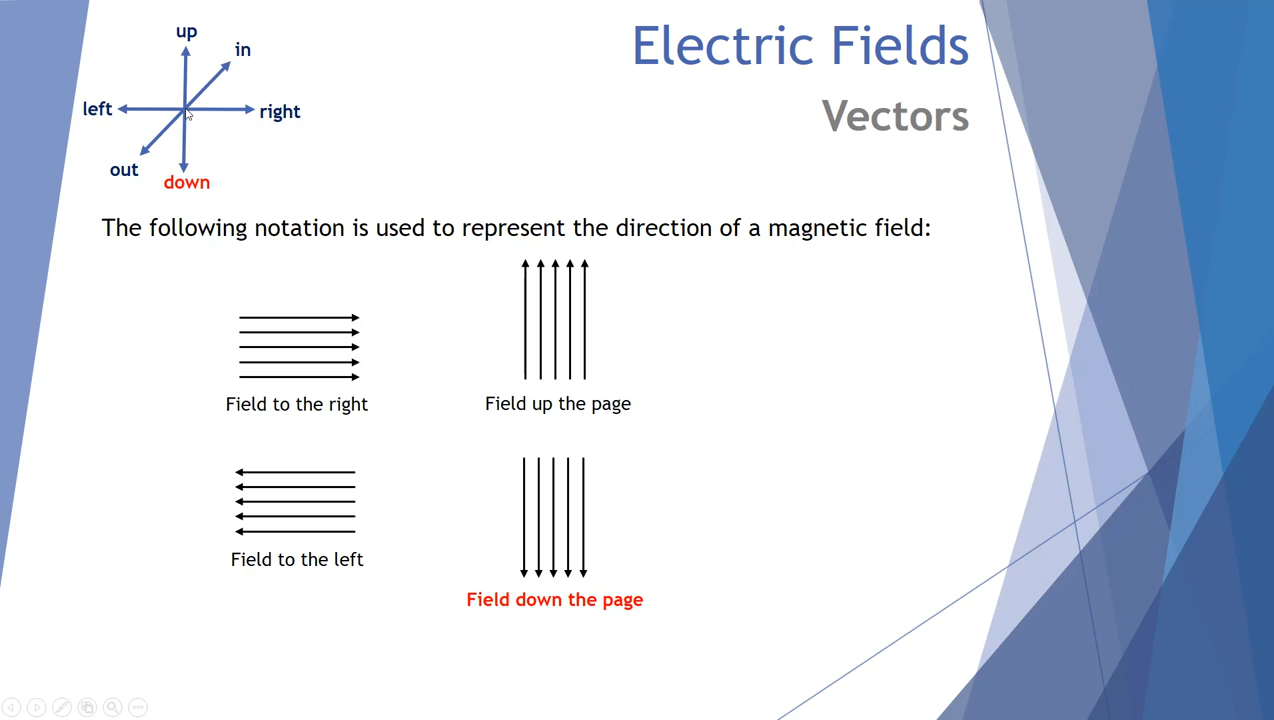 Electric Fields
Vectors
up
in
left
right
out
down
The following notation is used to represent the direction of a magnetic field:
Field to the right
Field up the page
Field to the left
Field down the page